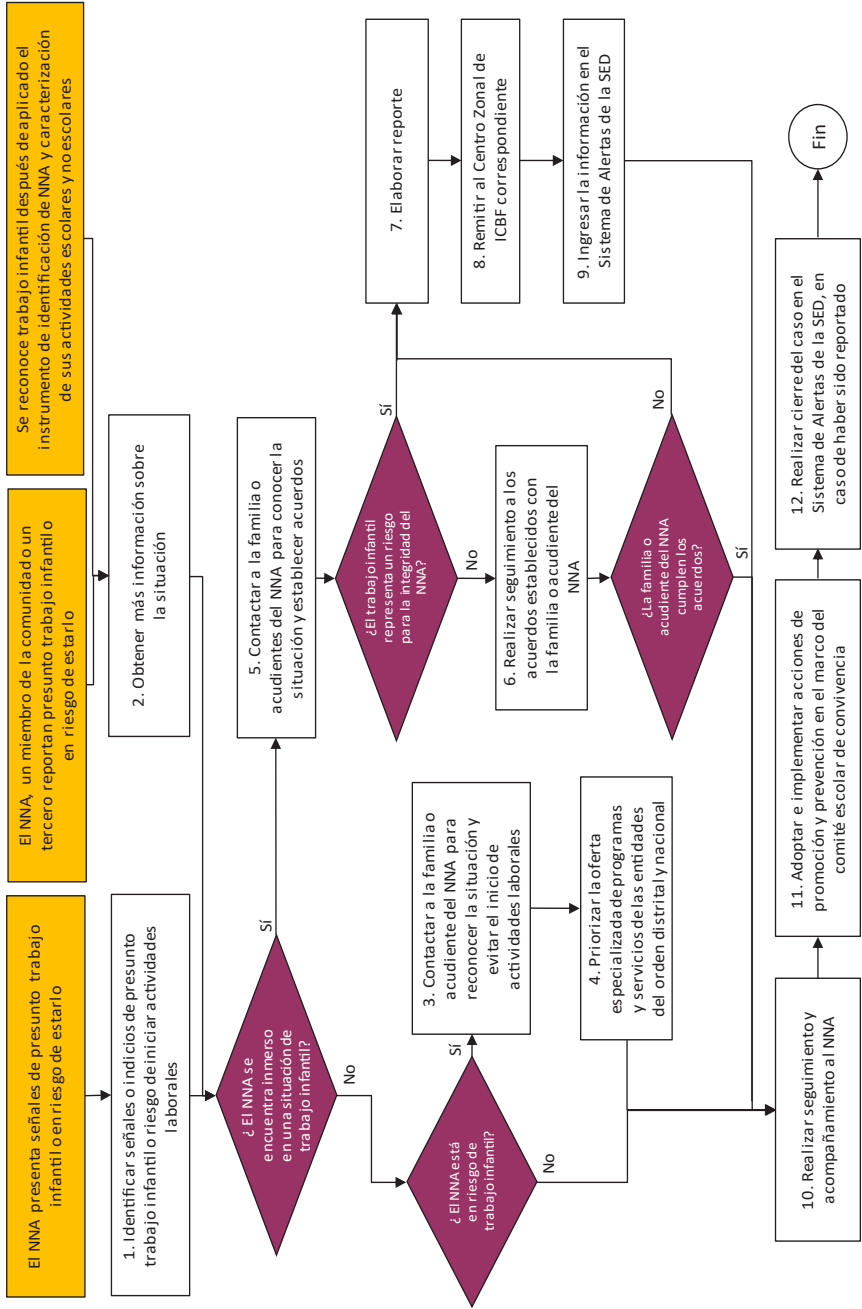 El NNA presenta señales de presunto trabajo
infantil o en riesgo de estarlo
El NNA, un miembro de la comunidad o un
tercero reportan presunto trabajo infantil o
en riesgo de estarlo
Se reconoce trabajo infantil después de aplicado el
instrumento de identificación de NNA y caracterización
de sus actividades escolares y no escolares
1. Identificar señales o indicios de presunto
trabajo infantil o riesgo de iniciar actividades
laborales
2. Obtener más información sobre
la situación
¿ El NNA se
encuentra inmerso
en una situación de
trabajo infantil?
Sí
No
5. Contactar a la familia o
acudientes del NNA para conocer la
situación y establecer acuerdos
¿El trabajo infantil
representa un riesgo
para la integridad del
NNA?
Sí
No
7. Elaborar reporte
8. Remitir al Centro Zonal de
ICBF correspondiente
9. Ingresar la información en el
Sistema de Alertas de la SED
¿ El NNA está
en riesgo de
trabajo infantil?
Sí
No
3. Contactar a la familia o
acudiente del NNA para
reconocer la situación y
evitar el inicio de
actividades laborales
4. Priorizar la oferta
especializada de programas
y servicios de las entidades
del orden distrital y nacional
6. Realizar seguimiento a los
acuerdos establecidos con
la familia o acudiente del
NNA
¿La familia o
acudiente del NNA
cumplen los
acuerdos?
No
Sí
10. Realizar seguimiento y
acompañamiento al NNA
11. Adoptar e implementar acciones de
promoción y prevención en el marco del
comité escolar de convivencia
12. Realizar cierre del caso en el
Sistema de Alertas de la SED, en
caso de haber sido reportado
Fin